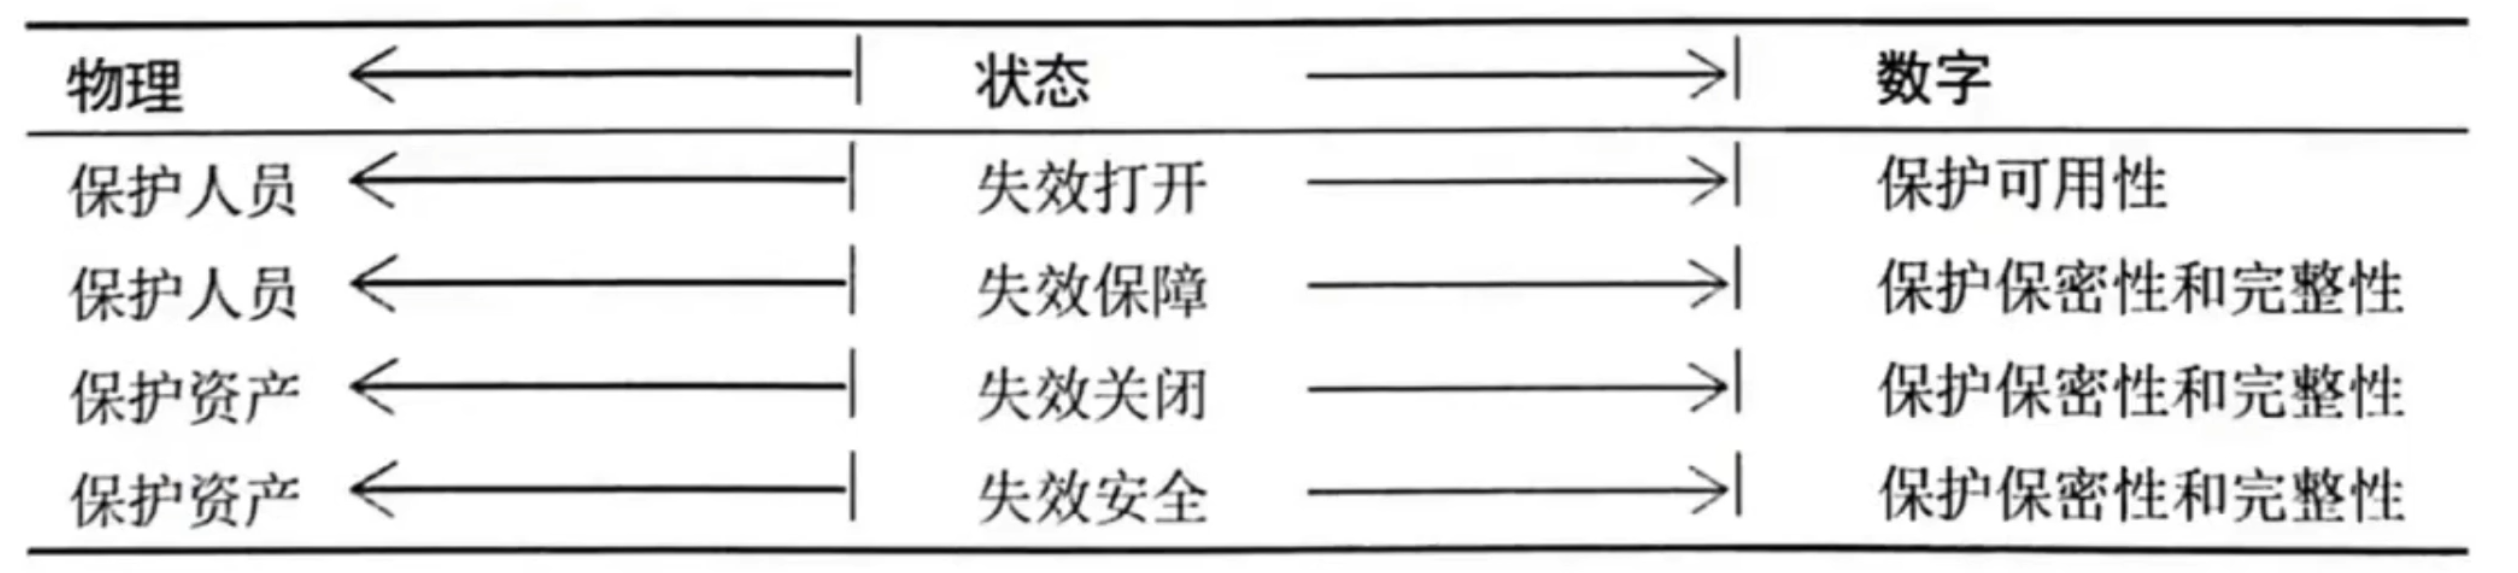 物理 状态 数字
保护人员 失效打开 保护可用性
保护人员 失效保障 保护保密性和完整性
保护资产 失效关闭 保护保密性和完整性
保护资产 失效安全 保护保密性和完整性